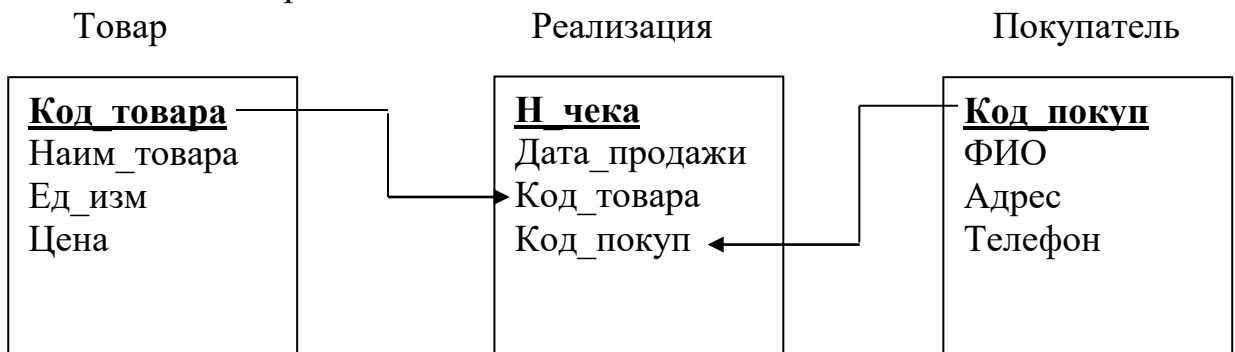 Товар
Код_товара
Наим_товара
Ед_изм
Цена
Реализация
Н_чека
Дата_продажи
Код_товара
Код_покуп
Покупатель
Код_покуп
ФИО
Адрес
Телефон